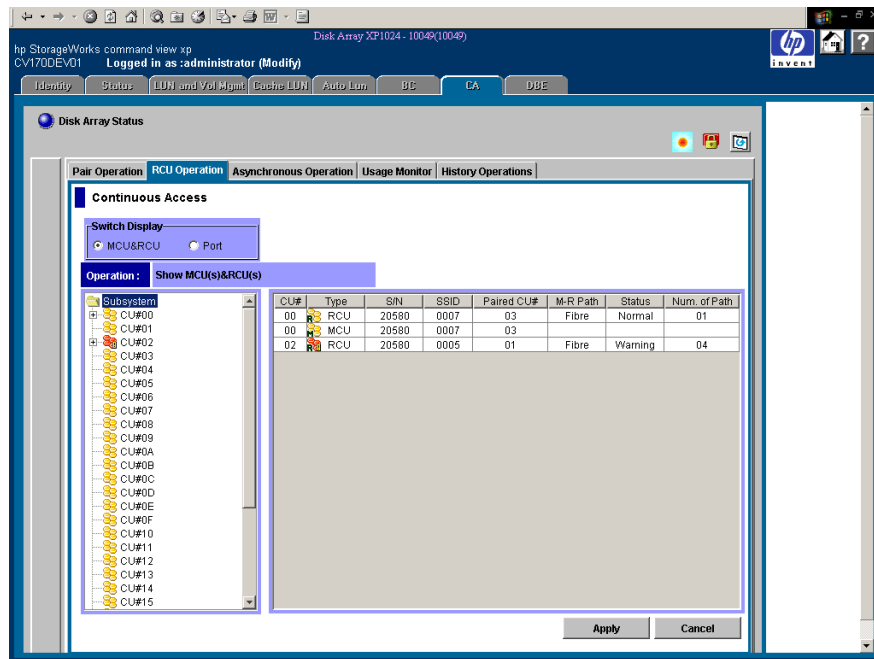 Disk Array XP1024 - 10049(10049)
hp StorageWorks command view xp
CV170DEV01 Logged in as :administrator (Modify)
hp
invent
?
Identity Status LUN and Vol Mgmt Cache LUN Auto Lun BC CA DBE
Disk Array Status
Pair Operation RCU Operation Asynchronous Operation Usage Monitor History Operations
Continuous Access
Switch Display
MCU&RCU Port
Operation : Show MCU(s)&RCU(s)
Subsystem
CU#00
CU#01
CU#02
CU#03
CU#04
CU#05
CU#06
CU#07
CU#08
CU#09
CU#0A
CU#0B
CU#0C
CU#0D
CU#0E
CU#0F
CU#10
CU#11
CU#12
CU#13
CU#14
CU#15
CU# Type S/N SSID Paired CU# M-R Path Status Num. of Path
00 R RCU 20580 0007 03 Fibre Normal 01
00 M MCU 20580 0007 03
02 R RCU 20580 0005 01 Fibre Warning 04
Apply Cancel